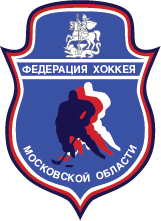 ФЕДЕРАЦИЯ ХОККЕЯ
МОСКОВСКОЙ ОБЛАСТИ